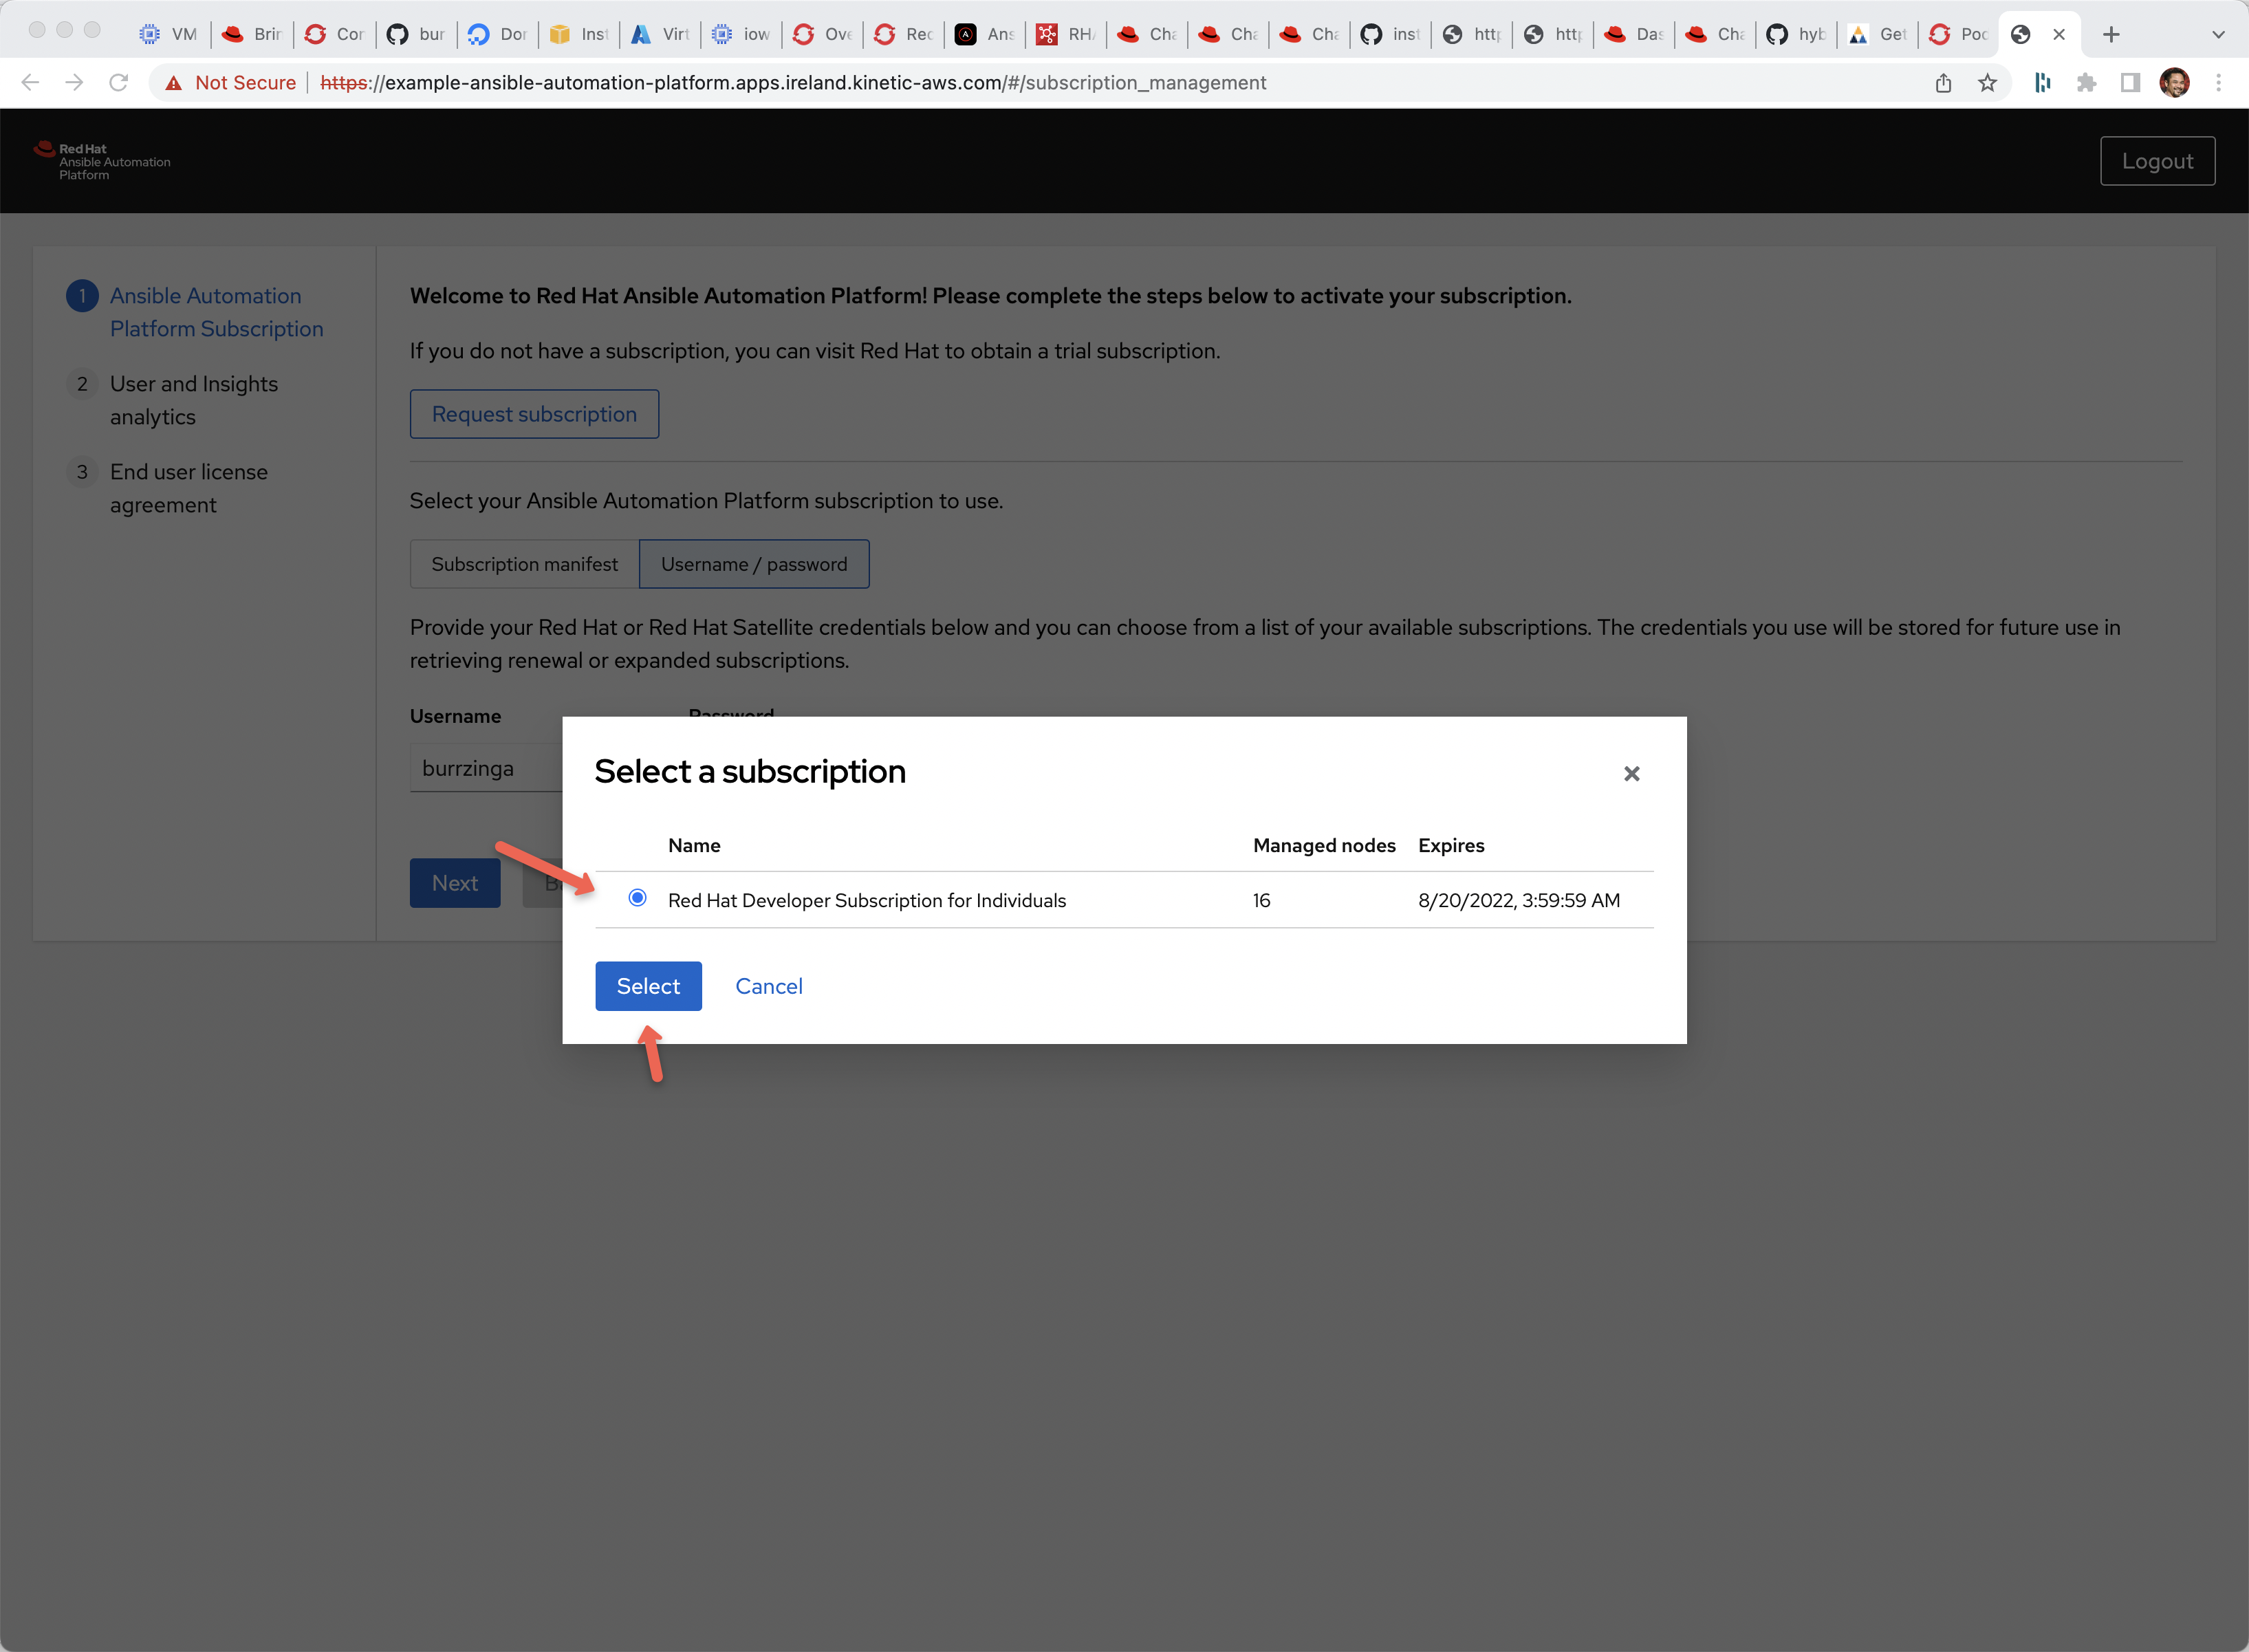 VM
Brin
Cor
bur
Dor
Inst
Virt
iow
Ove
Rec
Ans
RHA
Cha
Cha
Cha
inst
http
http
Das
Cha
hyb
Get
Poc
Not Secure
https://example-ansible-automation-platform.apps.ireland.kinetic-aws.com/#/subscription_management
Red Hat
Ansible Automation
Platform
Logout
1
Ansible Automation
Platform Subscription
2
User and Insights
analytics
3
End user license
agreement
Welcome to Red Hat Ansible Automation Platform! Please complete the steps below to activate your subscription.
If you do not have a subscription, you can visit Red Hat to obtain a trial subscription.
Request subscription
Select your Ansible Automation Platform subscription to use.
Subscription manifest
Username / password
Provide your Red Hat or Red Hat Satellite credentials below and you can choose from a list of your available subscriptions. The credentials you use will be stored for future use in
retrieving renewal or expanded subscriptions.
Username
Password
burrzinga
Next
Select a subscription
Name Managed nodes Expires
Red Hat Developer Subscription for Individuals 16 8/20/2022, 3:59:59 AM
Select
Cancel